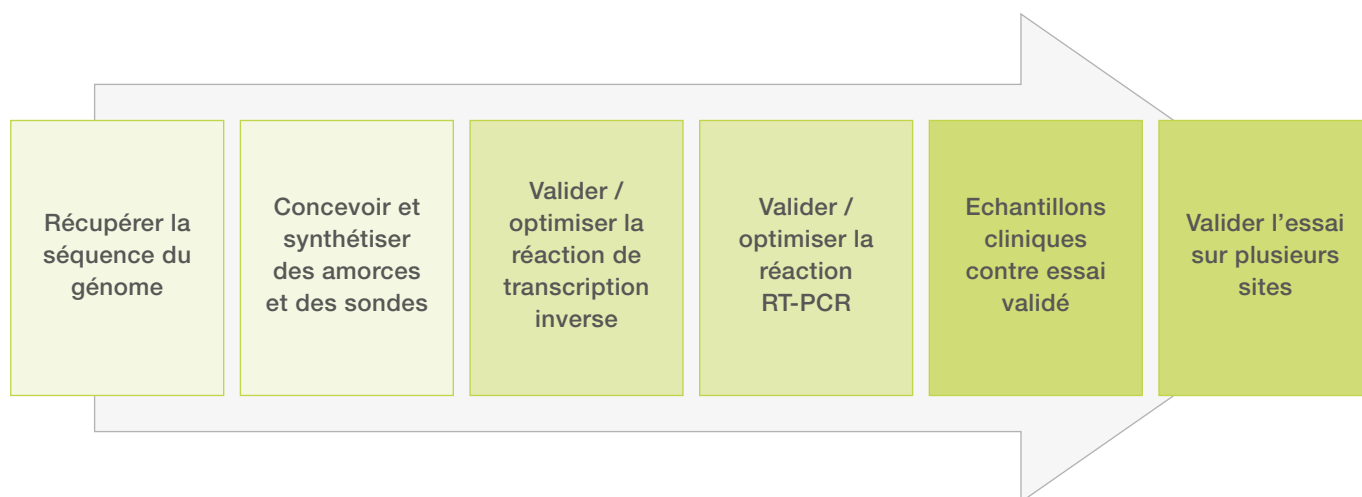 Récupérer la
séquence du
génome
Concevoir et
synthétiser
des amorces
et des sondes
Valider /
optimiser la
réaction de
transcription
inverse
Valider /
optimiser la
réaction
RT-PCR
Echantillons
cliniques
contre essai
validé
Valider l’essai
sur plusieurs
sites